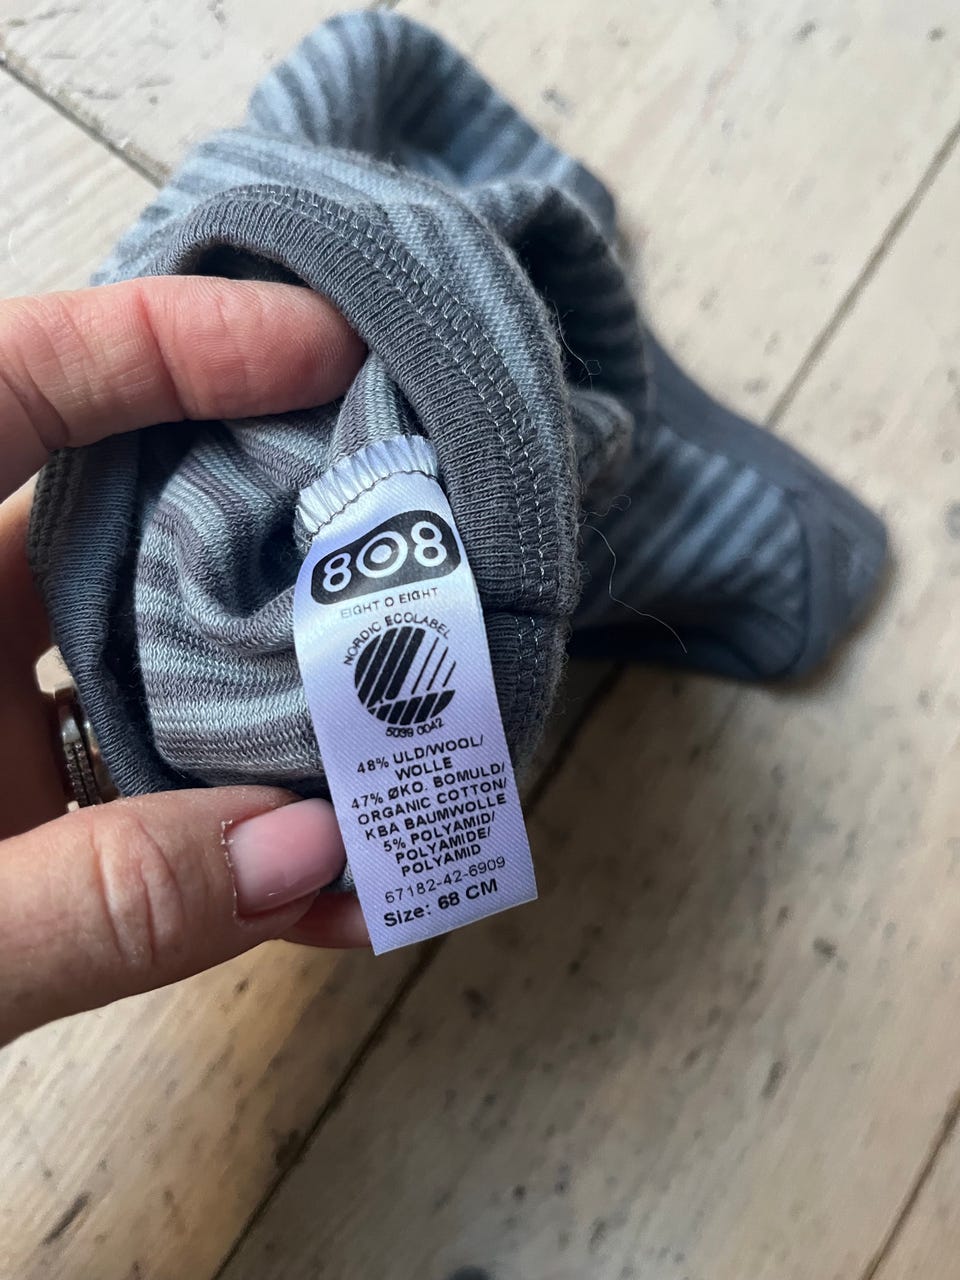 808
EIGHT O EIGHT
NORDIC ECOLABEL
5039 0042
48% ULD/WOOL/
WOLLE
47% ØKO. BOMULD/
ORGANIC COTTON/
KBA BAUMWOLLE
5% POLYAMID/
POLYAMIDE/
POLYAMID
67182-42-6909
Size: 68 CM